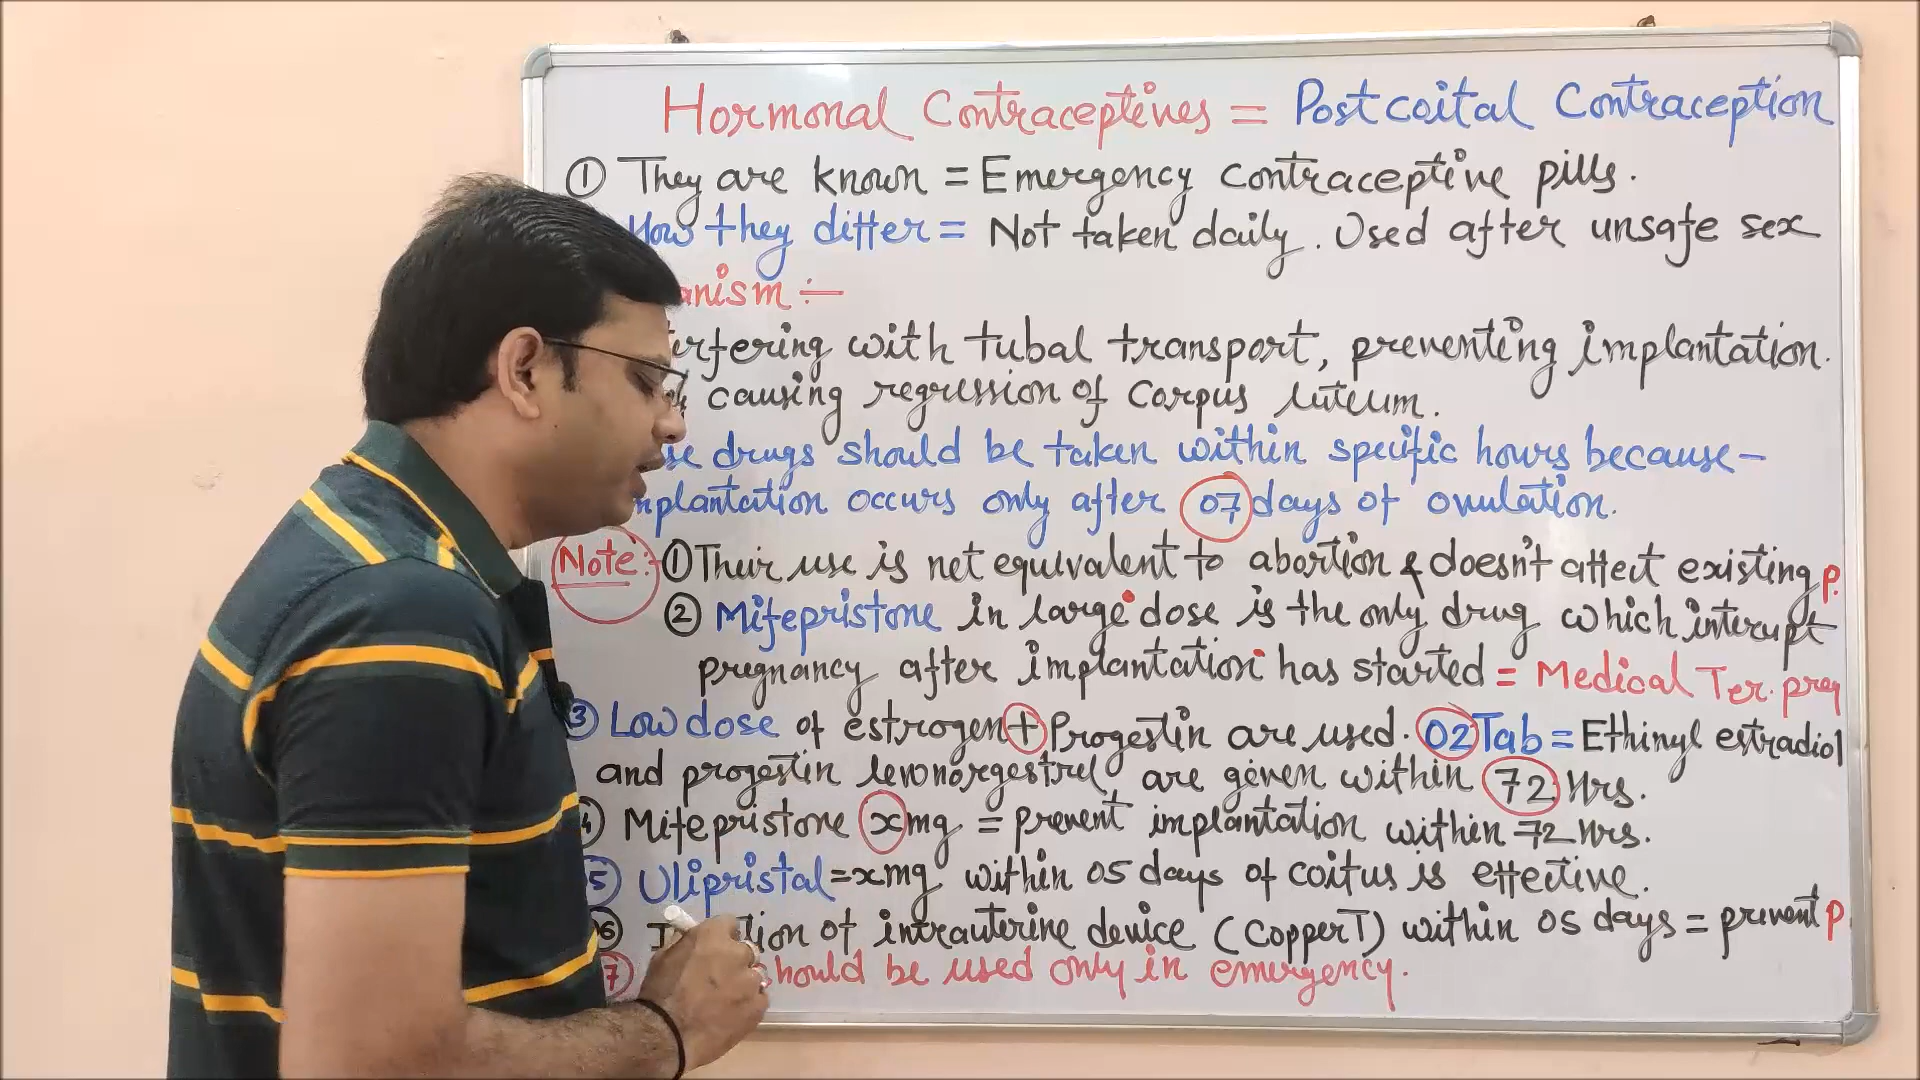 Hormonal Contraceptives = Postcoital Contraception
① They are known = Emergency contraceptive pills.
How they differ = Not taken daily. Used after unsafe sex
anism :-
erfering with tubal transport, preventing implantation.
causing regression of Corpus luteum.
se drugs should be taken within specific hours because-
mplantation occurs only after 07 days of ovulation.
Note:- ① Their use is not equivalent to abortion & doesn't affect existing p.
② Mifepristone in large dose is the only drug which interupt
pregnancy after implantation has started = Medical Ter. preg
③ Low dose of estrogen + Progestin are used. 02 Tab = Ethinyl estradiol
and progestin levonorgestrel are given within 72 Hrs.
4 Mifepristone x mg = prevent implantation within 72 Hrs.
5 Ulipristal = x mg within 05 days of coitus is effective.
6 I tion of intrauterine device (Copper T) within 05 days = prevent p
7 should be used only in emergency.